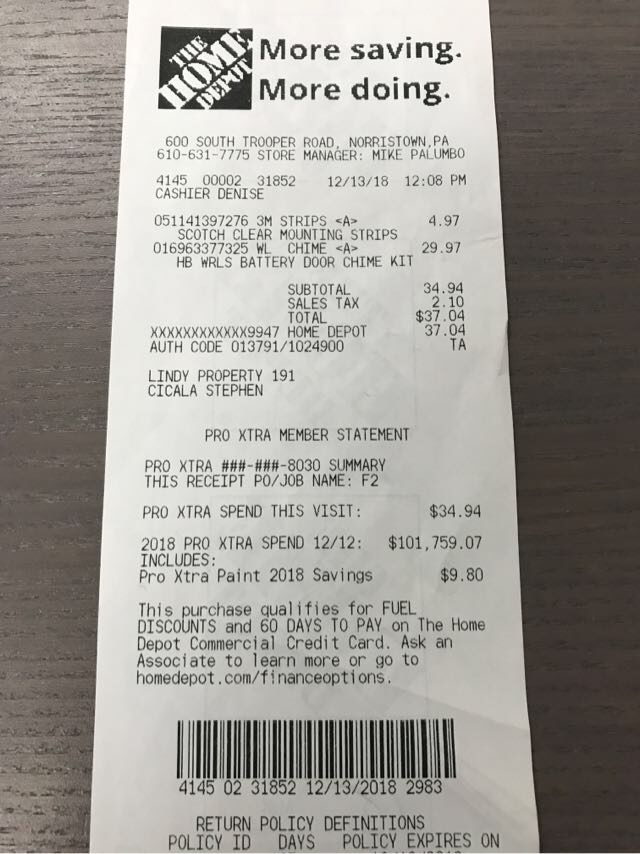 THE
HOME
DEPOT
More saving.
More doing.
600 SOUTH TROOPER ROAD, NORRISTOWN,PA
610-631-7775 STORE MANAGER: MIKE PALUMBO
4145 00002 31852 12/13/18 12:08 PM
CASHIER DENISE
051141397276 3M STRIPS <A> 4.97
SCOTCH CLEAR MOUNTING STRIPS
016963377325 WL CHIME <A> 29.97
HB WRLS BATTERY DOOR CHIME KIT
SUBTOTAL 34.94
SALES TAX 2.10
TOTAL $37.04
XXXXXXXXXXXX9947 HOME DEPOT 37.04
AUTH CODE 013791/1024900 TA
LINDY PROPERTY 191
CICALA STEPHEN
PRO XTRA MEMBER STATEMENT
PRO XTRA ###-###-8030 SUMMARY
THIS RECEIPT PO/JOB NAME: F2
PRO XTRA SPEND THIS VISIT: $34.94
2018 PRO XTRA SPEND 12/12: $101,759.07
INCLUDES:
Pro Xtra Paint 2018 Savings $9.80
This purchase qualifies for FUEL
DISCOUNTS and 60 DAYS TO PAY on The Home
Depot Commercial Credit Card. Ask an
Associate to learn more or go to
homedepot.com/financeoptions.
4145 02 31852 12/13/2018 2983
RETURN POLICY DEFINITIONS
POLICY ID DAYS POLICY EXPIRES ON